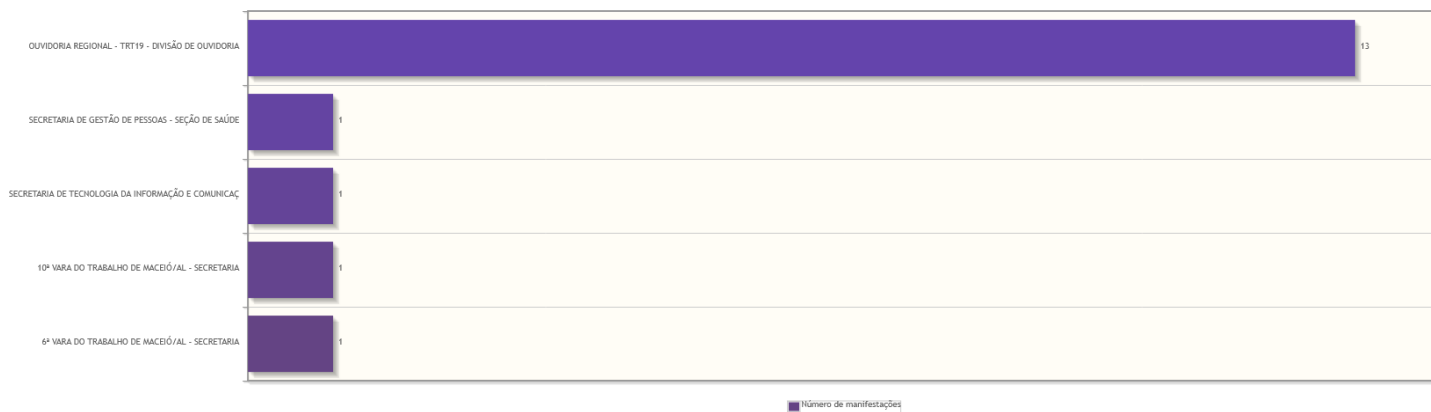 OUVIDORIA REGIONAL - TRT19 - DIVISÃO DE OUVIDORIA
13
SECRETARIA DE GESTÃO DE PESSOAS - SEÇÃO DE SAÚDE
1
SECRETARIA DE TECNOLOGIA DA INFORMAÇÃO E COMUNICAÇ
1
10ª VARA DO TRABALHO DE MACEIÓ/AL - SECRETARIA
1
6ª VARA DO TRABALHO DE MACEIÓ/AL - SECRETARIA
1
Número de manifestações